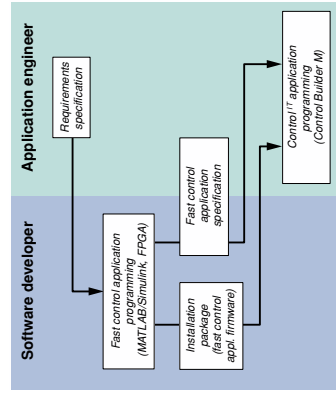 Software developer
Application engineer
Requirements
specification
Fast control application
programming
(MATLAB/Simulink, FPGA)
Installation
package
(fast control
appl. firmware)
Fast control
application
specification
Control IT application
programming
(Control Builder M)